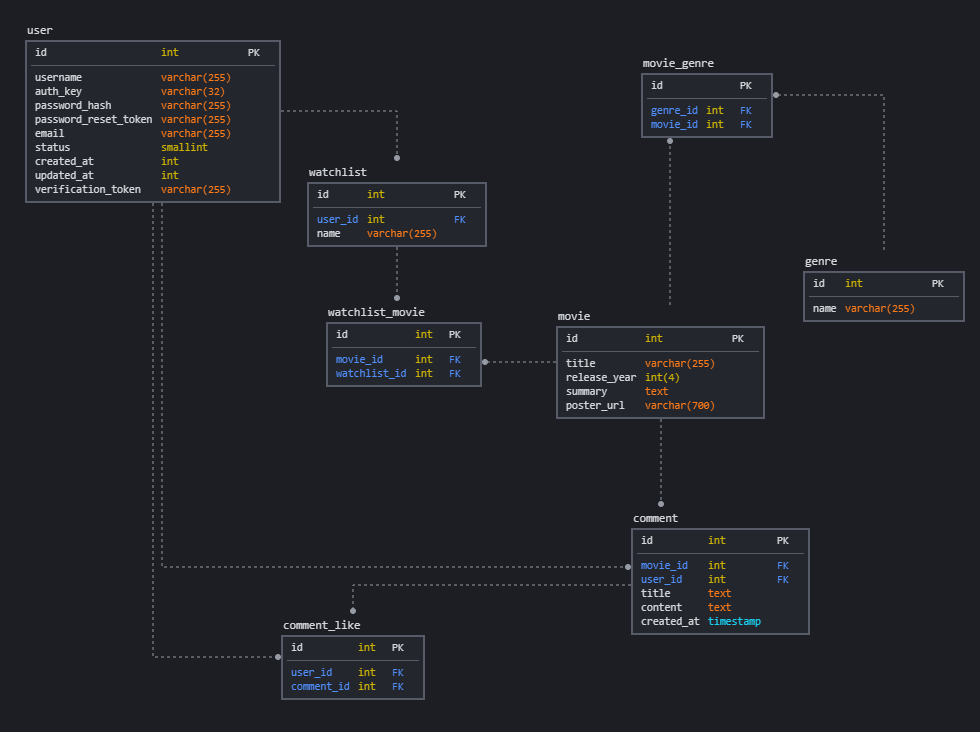 user
id int PK
username varchar(255)
auth_key varchar(32)
password_hash varchar(255)
password_reset_token varchar(255)
email varchar(255)
status smallint
created_at int
updated_at int
verification_token varchar(255)
movie_genre
id PK
genre_id int FK
movie_id int FK
watchlist
id int PK
user_id int FK
name varchar(255)
genre
id int PK
name varchar(255)
watchlist_movie
id int PK
movie_id int FK
watchlist_id int FK
movie
id int PK
title varchar(255)
release_year int(4)
summary text
poster_url varchar(700)
comment
id int PK
movie_id int FK
user_id int FK
title text
content text
created_at timestamp
comment_like
id int PK
user_id int FK
comment_id int FK